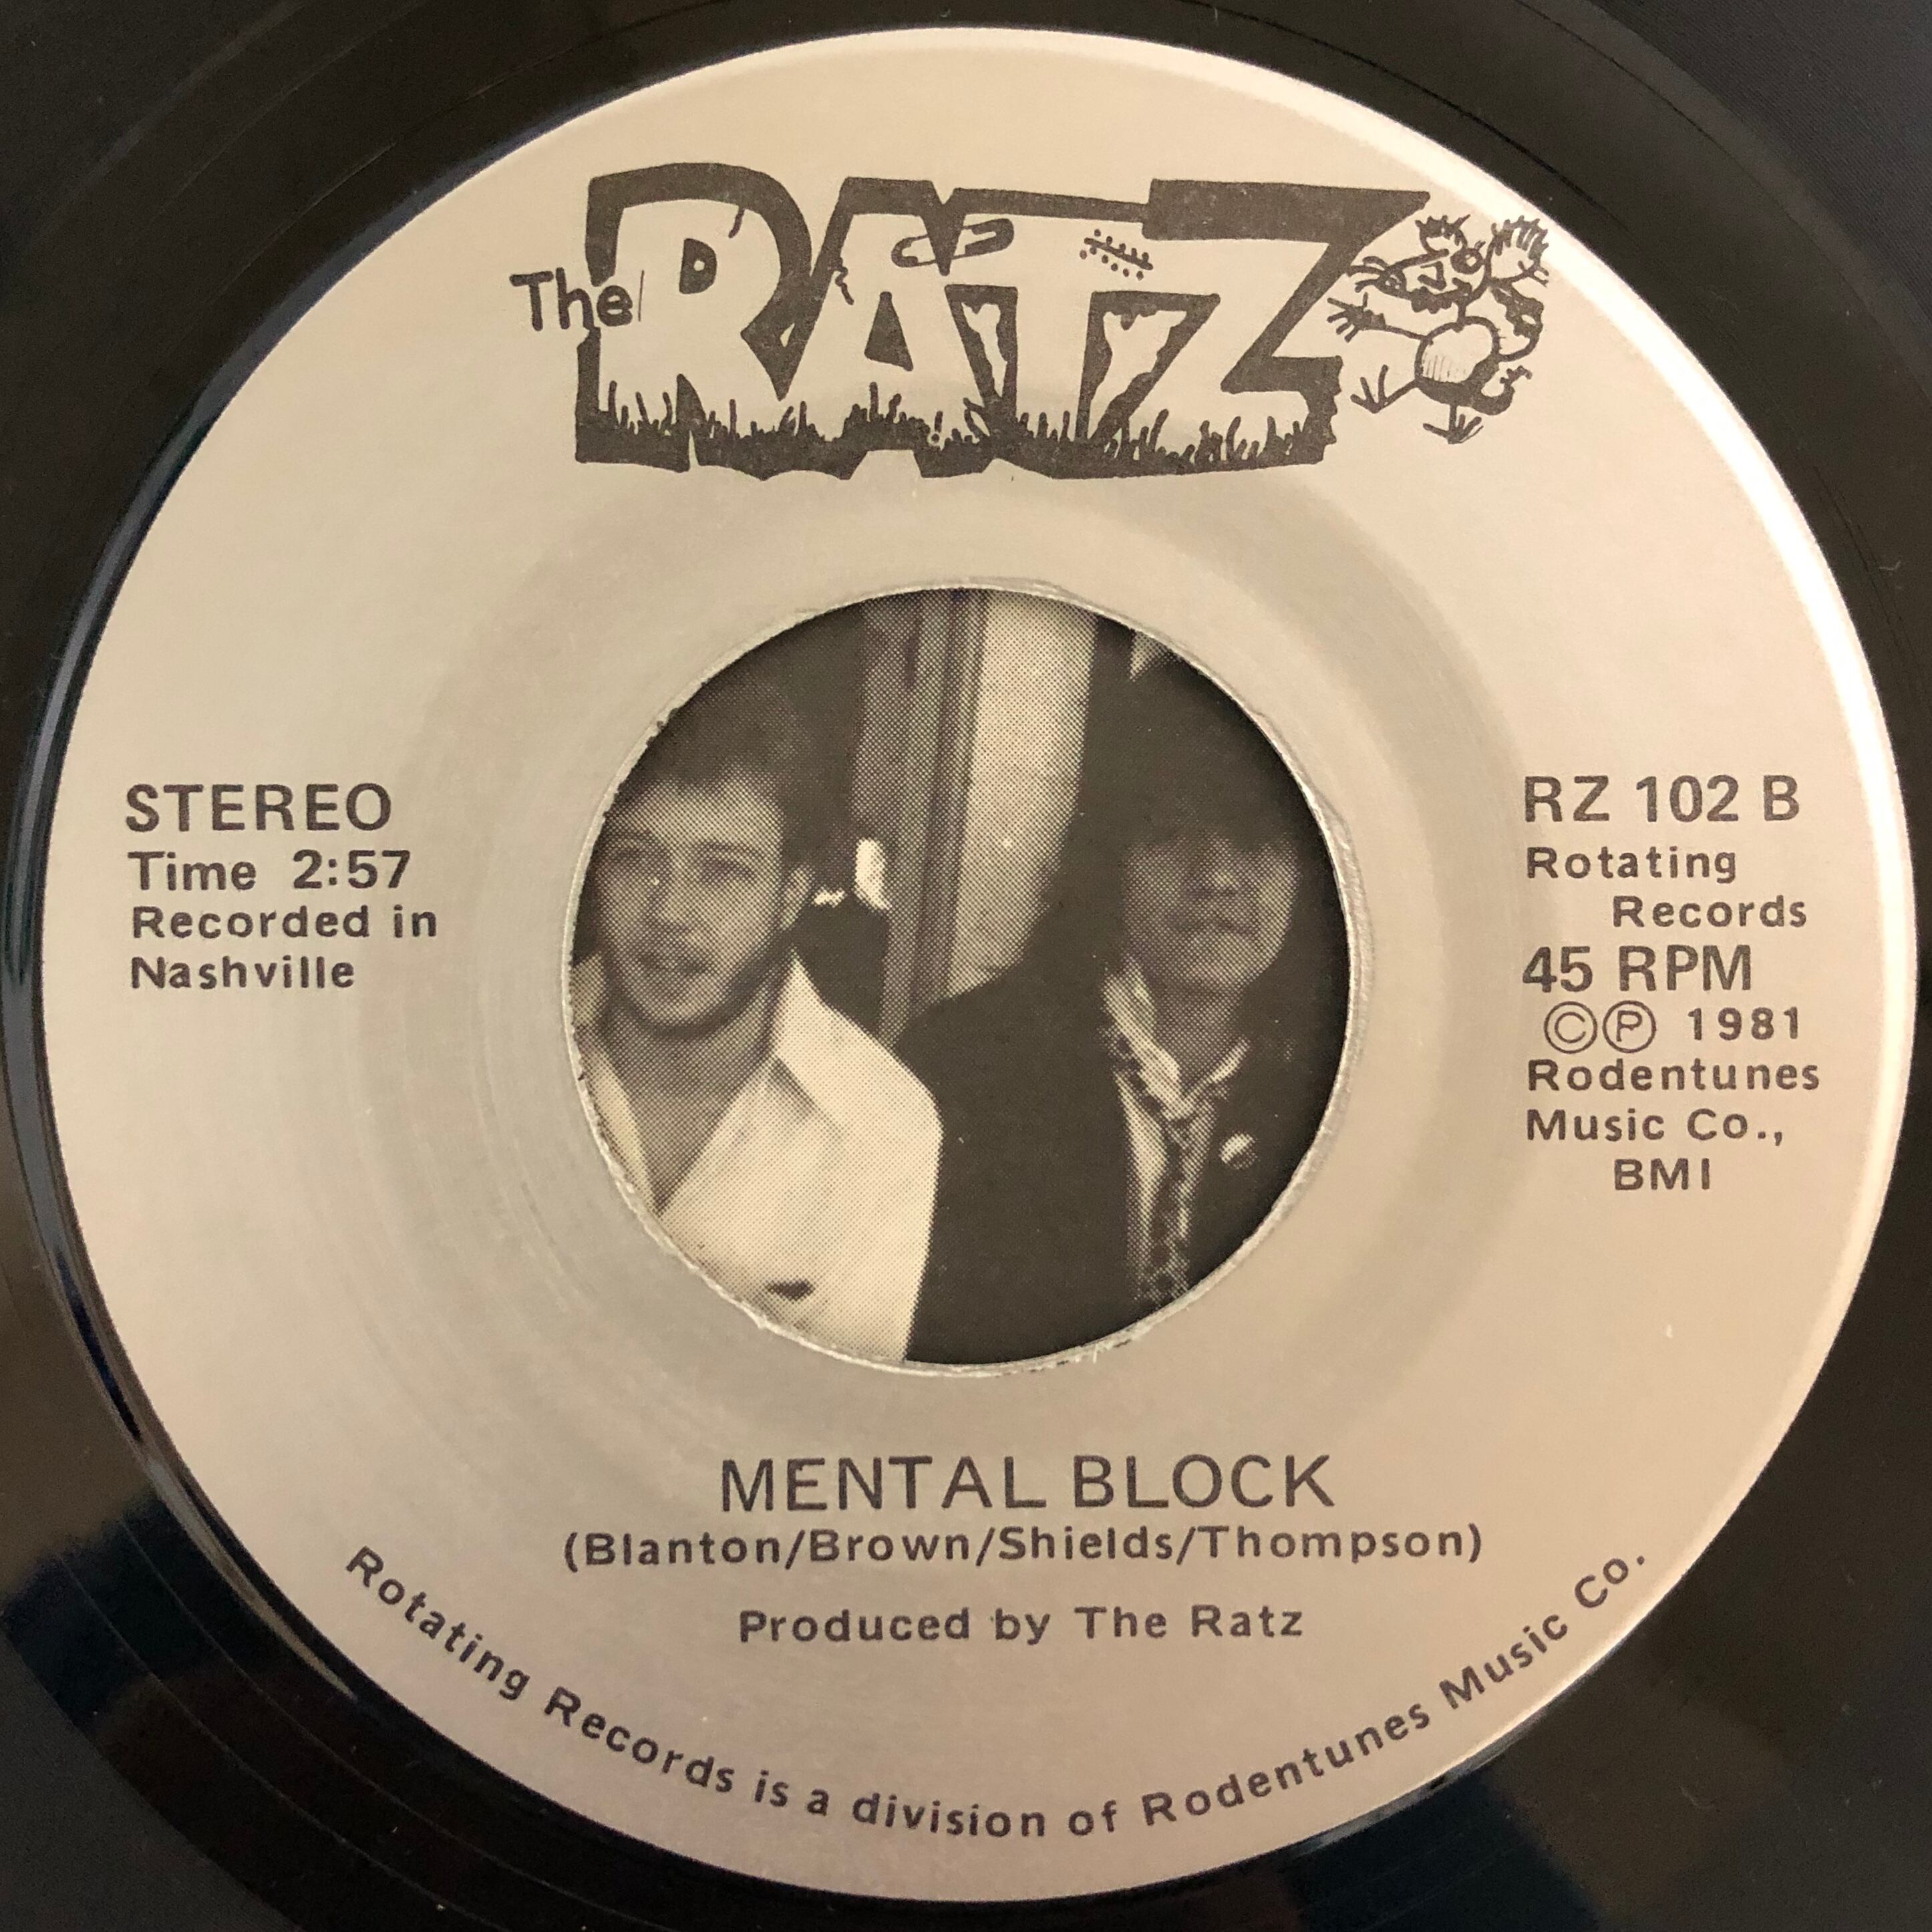 The RATZ
STEREO
Time 2:57
Recorded in
Nashville
RZ 102 B
Rotating
Records
45 RPM
©℗ 1981
Rodentunes
Music Co.,
BMI
MENTAL BLOCK
(Blanton/Brown/Shields/Thompson)
Produced by The Ratz
Rotating Records is a division of Rodentunes Music Co.